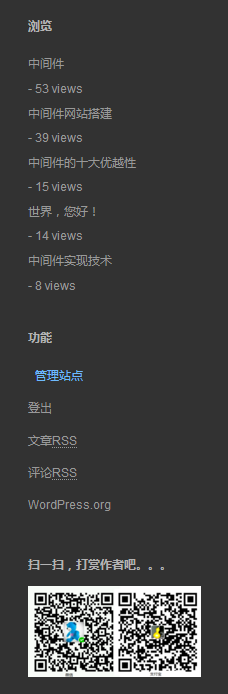 浏览
中间件
- 53 views
中间件网站搭建
- 39 views
中间件的十大优越性
- 15 views
世界，您好！
- 14 views
中间件实现技术
- 8 views
功能
管理站点
登出
文章RSS
评论RSS
WordPress.org
扫一扫，打赏作者吧。。。